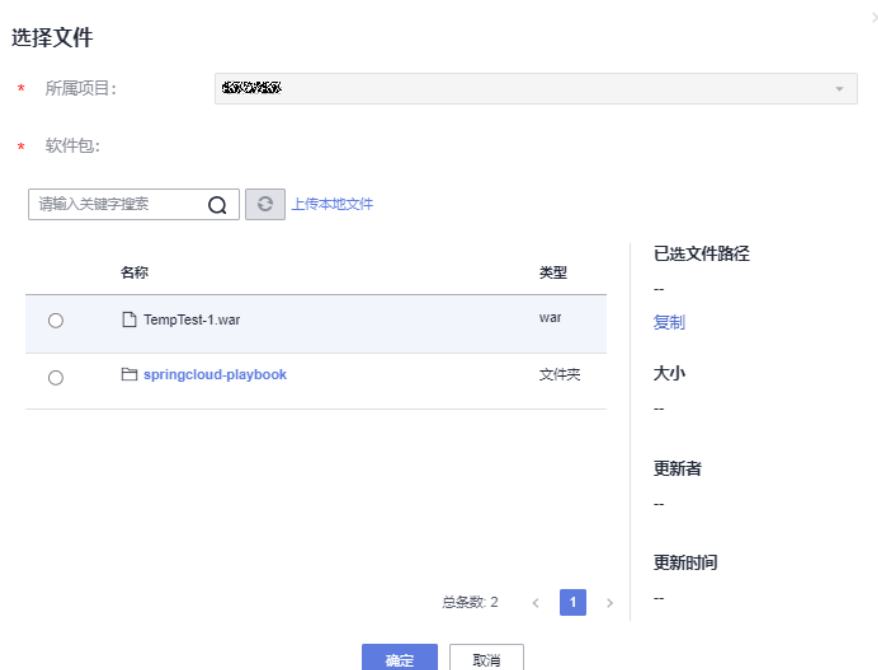 选择文件
* 所属项目:
* 软件包:
请输入关键字搜索 上传本地文件
名称 类型
TempTest-1.war war
springcloud-playbook 文件夹
总条数: 2 < 1 >
已选文件路径
--
复制
大小
--
更新者
--
更新时间
--
确定 取消